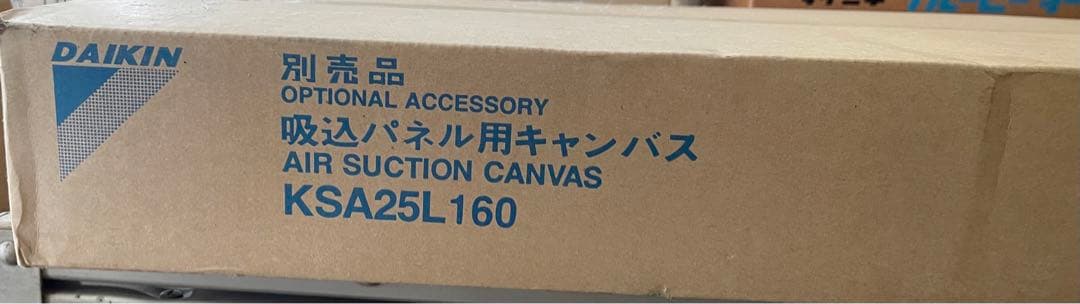 DAIKIN
別売品
OPTIONAL ACCESSORY
吸込パネル用キャンバス
AIR SUCTION CANVAS
KSA25L160